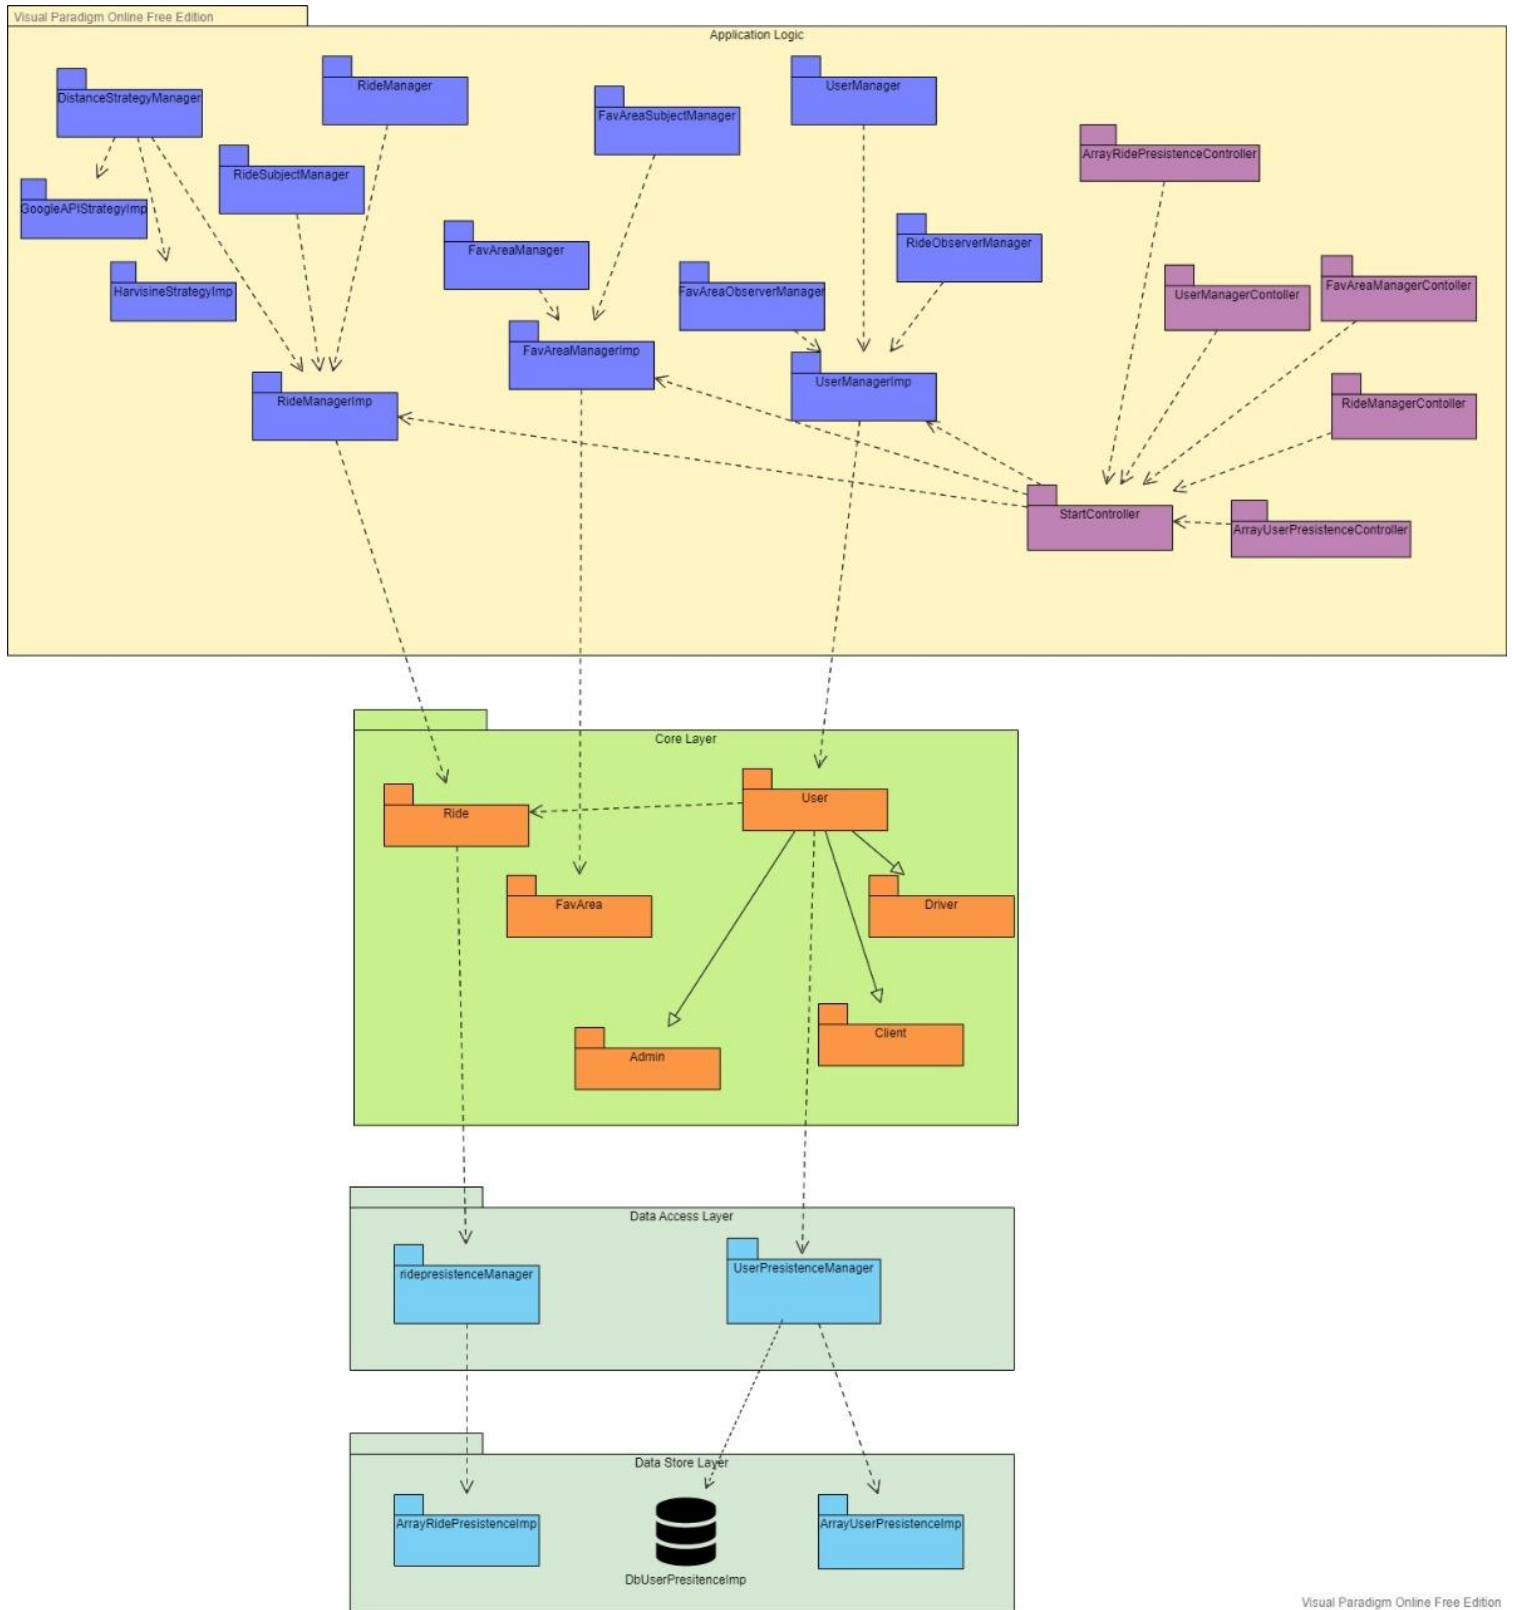 Visual Paradigm Online Free Edition
Application Logic
DistanceStrategyManager
RideManager
FavAreaSubjectManager
UserManager
ArrayRidePresistenceController
RideSubjectManager
GoogleAPIStrategyImp
FavAreaManager
RideObserverManager
HarvisineStrategyImp
FavAreaObserverManager
UserManagerContoller
FavAreaManagerContoller
FavAreaManagerImp
UserManagerImp
RideManagerImp
RideManagerContoller
StartController
ArrayUserPresistenceController
Core Layer
Ride
User
FavArea
Driver
Client
Admin
Data Access Layer
ridepresistenceManager
UserPresistenceManager
Data Store Layer
ArrayRidePresistenceImp
ArrayUserPresistenceImp
DbUserPresitenceImp
Visual Paradigm Online Free Edition